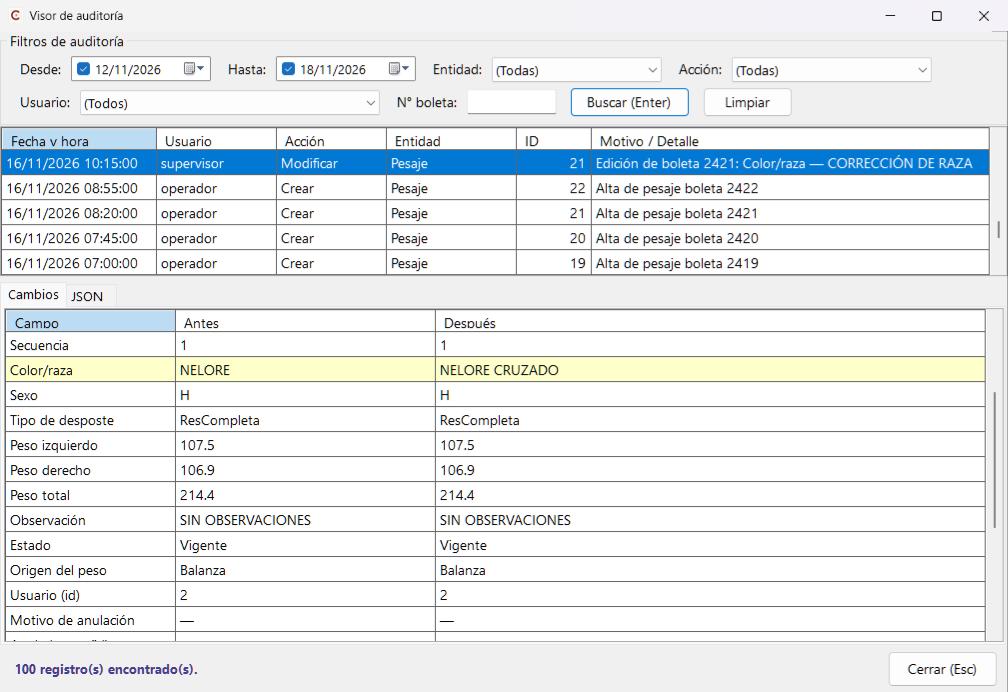 Visor de auditoría
Filtros de auditoría
Desde: 12/11/2026 Hasta: 18/11/2026 Entidad: (Todas) Acción: (Todas)
Usuario: (Todos) N° boleta: Buscar (Enter) Limpiar
Fecha y hora Usuario Acción Entidad ID Motivo / Detalle
16/11/2026 10:15:00 supervisor Modificar Pesaje 21 Edición de boleta 2421: Color/raza — CORRECCIÓN DE RAZA
16/11/2026 08:55:00 operador Crear Pesaje 22 Alta de pesaje boleta 2422
16/11/2026 08:20:00 operador Crear Pesaje 21 Alta de pesaje boleta 2421
16/11/2026 07:45:00 operador Crear Pesaje 20 Alta de pesaje boleta 2420
16/11/2026 07:00:00 operador Crear Pesaje 19 Alta de pesaje boleta 2419
Cambios JSON
Campo Antes Después
Secuencia 1 1
Color/raza NELORE NELORE CRUZADO
Sexo H H
Tipo de desposte ResCompleta ResCompleta
Peso izquierdo 107.5 107.5
Peso derecho 106.9 106.9
Peso total 214.4 214.4
Observación SIN OBSERVACIONES SIN OBSERVACIONES
Estado Vigente Vigente
Origen del peso Balanza Balanza
Usuario (id) 2 2
Motivo de anulación — —
100 registro(s) encontrado(s).
Cerrar (Esc)